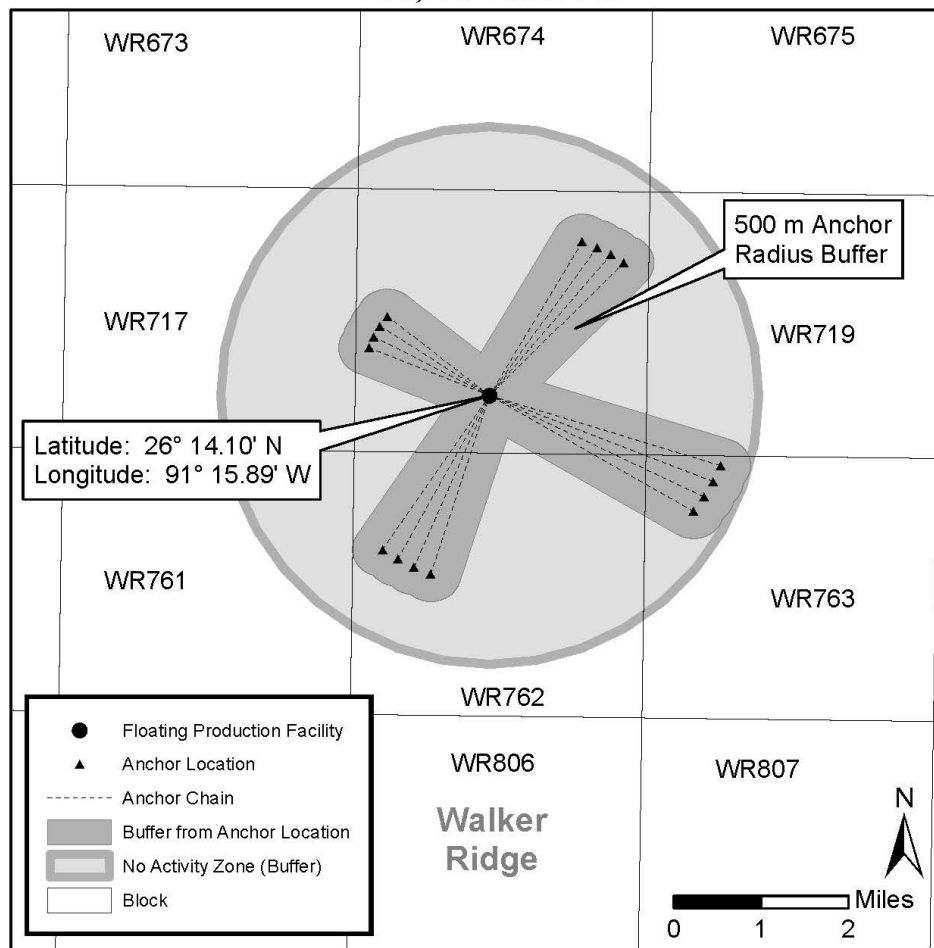 WR673
WR674
WR675
500 m Anchor
Radius Buffer
WR717
WR719
Latitude:  26° 14.10' N
Longitude:  91° 15.89' W
WR761
WR763
WR762
Floating Production Facility
Anchor Location
Anchor Chain
Buffer from Anchor Location
No Activity Zone (Buffer)
Block
WR806
WR807
Walker
Ridge
N
Miles
0 1 2